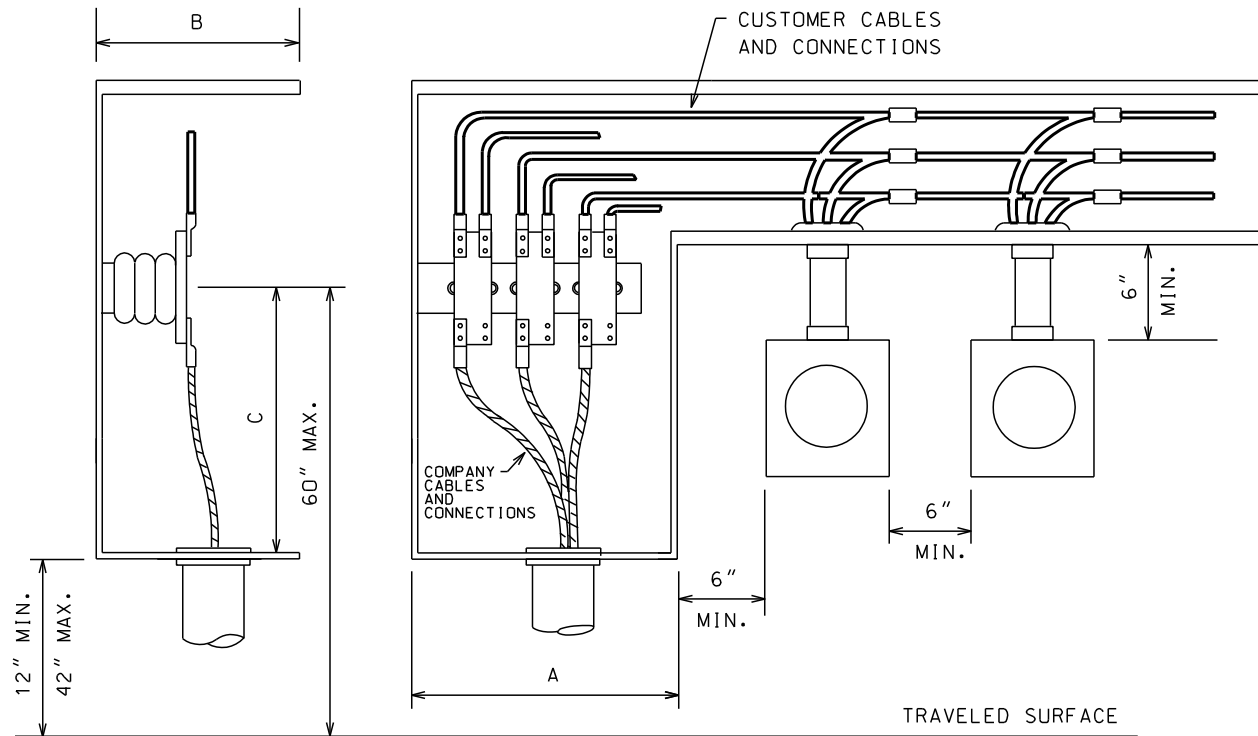 B
CUSTOMER CABLES
AND CONNECTIONS
6"
MIN.
C
60" MAX.
COMPANY
CABLES
AND
CONNECTIONS
6"
MIN.
6"
MIN.
12" MIN.
42" MAX.
A
TRAVELED SURFACE